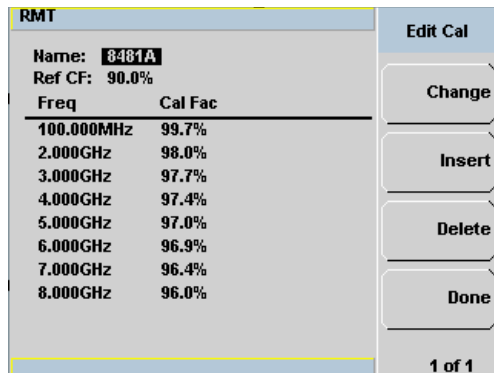 RMT
Edit Cal
Name: 8481A
Ref CF: 90.0%
Change
Freq Cal Fac
100.000MHz 99.7%
2.000GHz 98.0%
Insert
3.000GHz 97.7%
4.000GHz 97.4%
5.000GHz 97.0%
Delete
6.000GHz 96.9%
7.000GHz 96.4%
8.000GHz 96.0%
Done
1 of 1